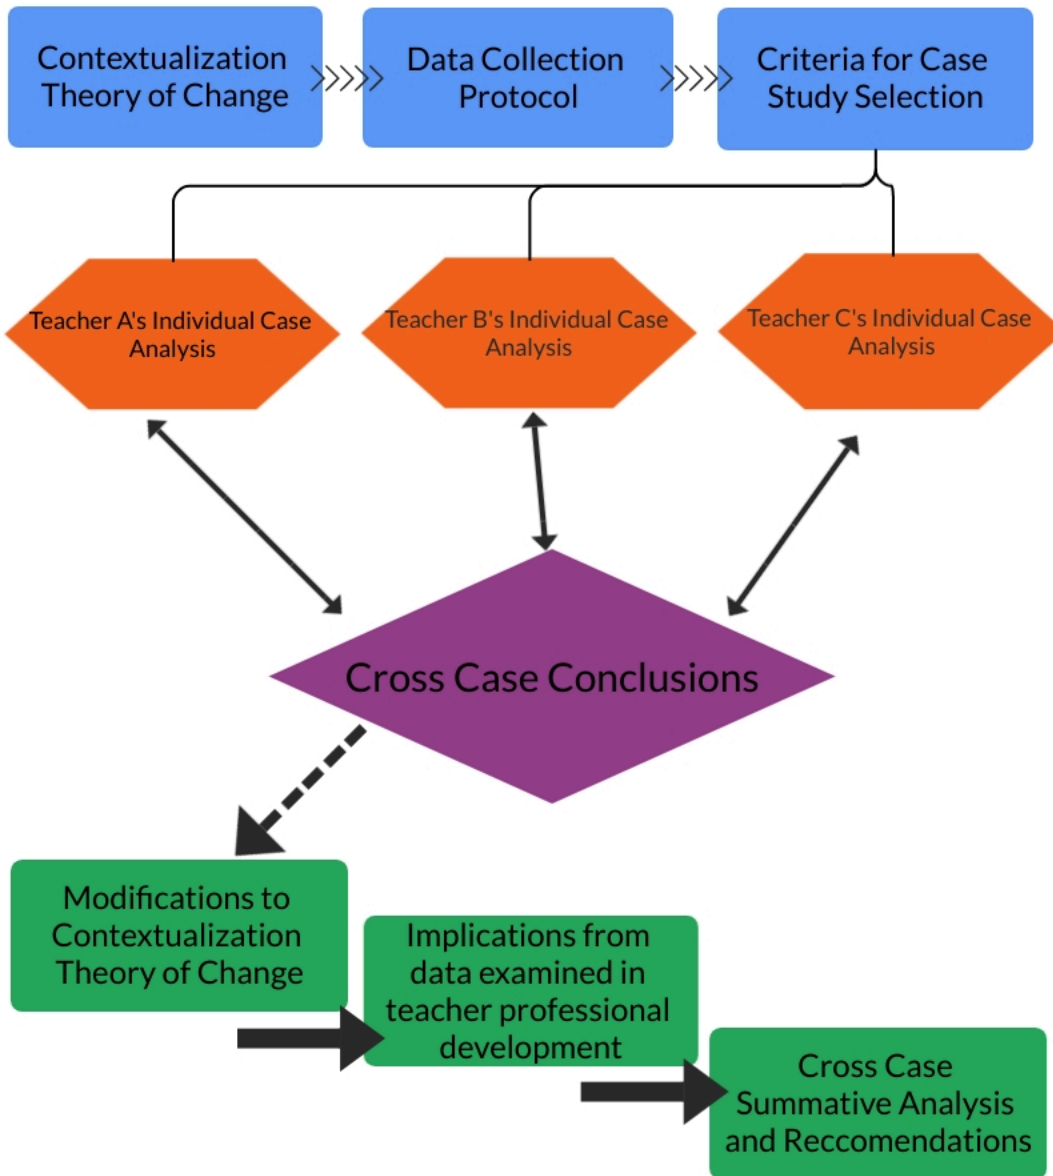 Contextualization
Theory of Change
Data Collection
Protocol
Criteria for Case
Study Selection
Teacher A's Individual Case
Analysis
Teacher B's Individual Case
Analysis
Teacher C's Individual Case
Analysis
Cross Case Conclusions
Modifications to
Contextualization
Theory of Change
Implications from
data examined in
teacher professional
development
Cross Case
Summative Analysis
and Reccomendations